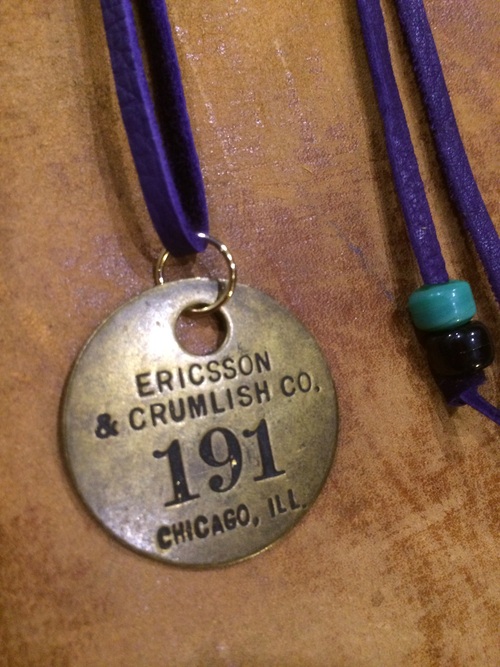 ERICSSON
& CRUMLISH CO.
191
CHICAGO, ILL.